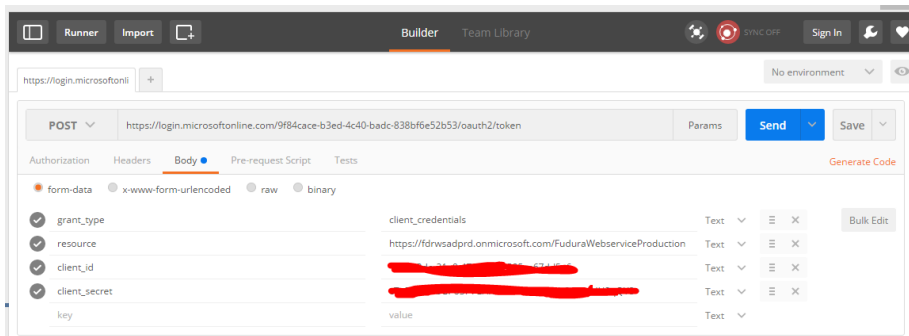 Runner Import Builder Team Library SYNC OFF Sign In
https://login.microsoftonli + No environment
POST https://login.microsoftonline.com/9f84cace-b3ed-4c40-badc-838bf6e52b53/oauth2/token Params Send Save
Authorization Headers Body Pre-request Script Tests Generate Code
form-data x-www-form-urlencoded raw binary
grant_type client_credentials Text Bulk Edit
resource https://fdrwsadprd.onmicrosoft.com/FuduraWebserviceProduction Text
client_id Text
client_secret Text
key value Text